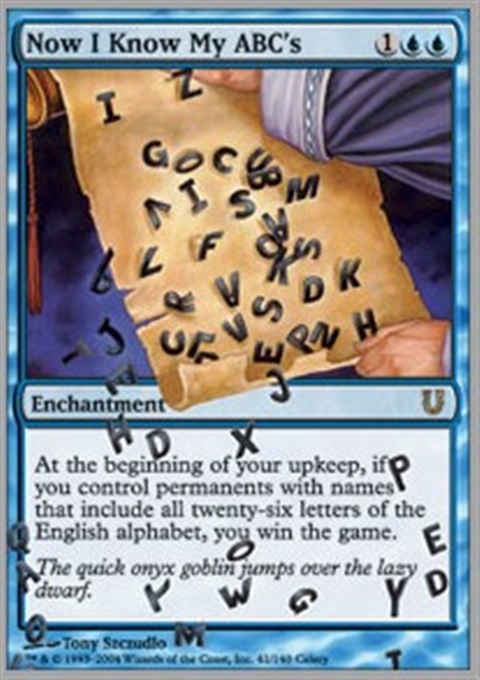 Now I Know My ABC's 1
Enchantment
At the beginning of your upkeep, if
you control permanents with names
that include all twenty-six letters of the
English alphabet, you win the game.
The quick onyx goblin jumps over the lazy
dwarf.
Tony Szczudlo
™ & © 1993-2004 Wizards of the Coast, Inc. 41/140 Celery